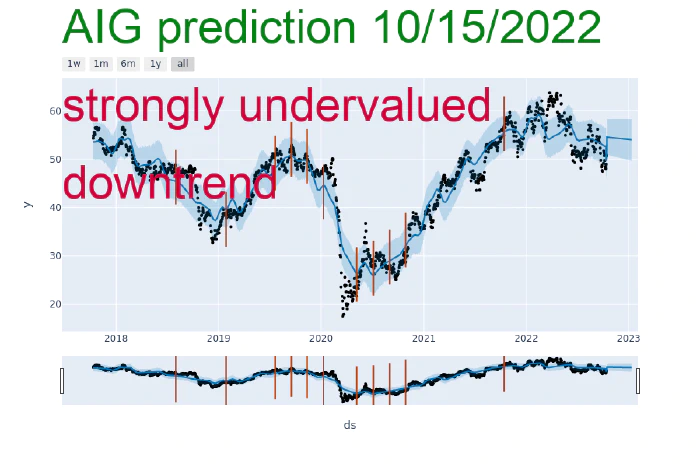 AIG prediction 10/15/2022
1w 1m 6m 1y all
strongly undervalued
downtrend
60
50
40
30
20
y
2018 2019 2020 2021 2022 2023
ds